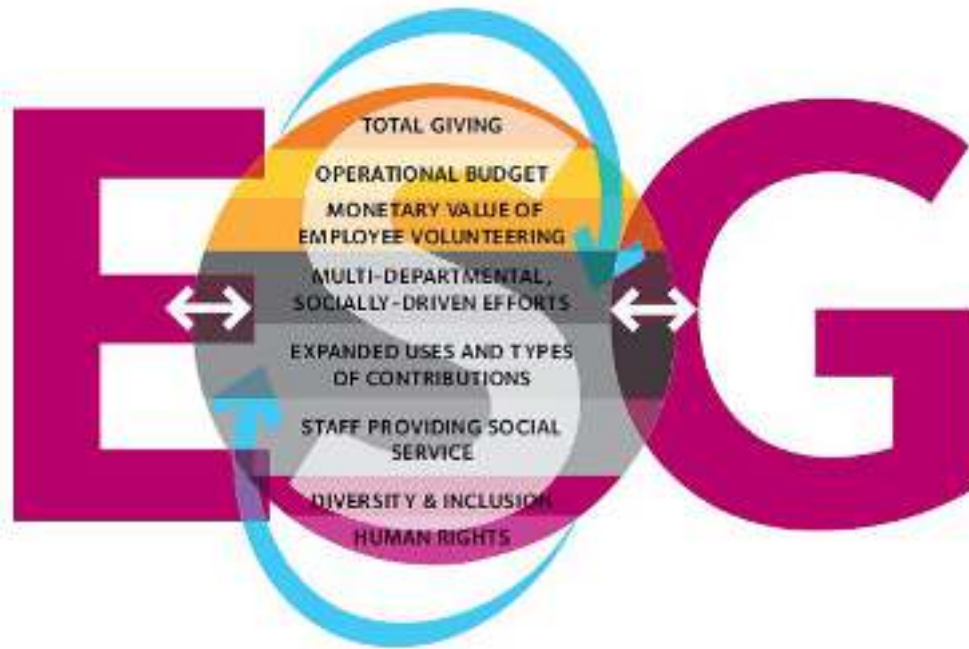 ESG
TOTAL GIVING
OPERATIONAL BUDGET
MONETARY VALUE OF
EMPLOYEE VOLUNTEERING
MULTI-DEPARTMENTAL,
SOCIALLY-DRIVEN EFFORTS
EXPANDED USES AND TYPES
OF CONTRIBUTIONS
STAFF PROVIDING SOCIAL
SERVICE
DIVERSITY & INCLUSION
HUMAN RIGHTS